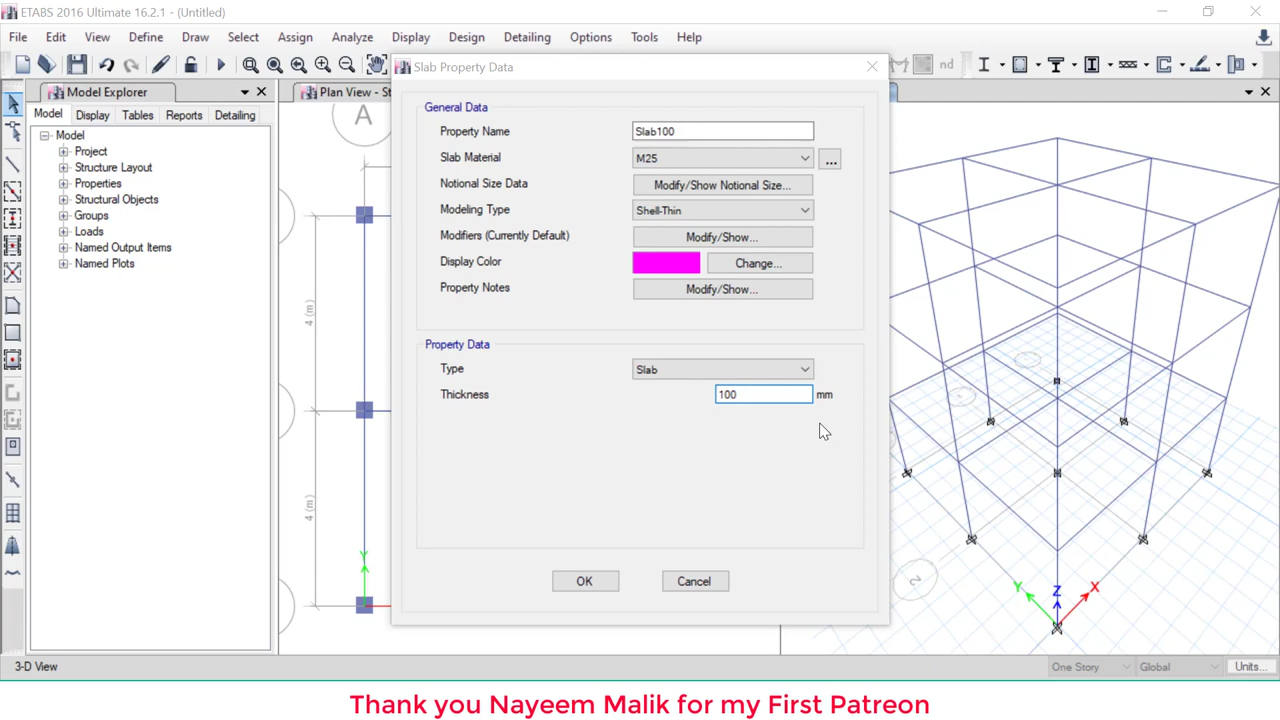 ETABS 2016 Ultimate 16.2.1 - (Untitled)
File Edit View Define Draw Select Assign Analyze Display Design Detailing Options Tools Help
nd
Model Explorer
Plan View - St
Slab Property Data
Model Display Tables Reports Detailing
Model
Project
Structure Layout
Properties
Structural Objects
Groups
Loads
Named Output Items
Named Plots
A
4 (m)
4 (m)
Y
General Data
Property Name Slab100
Slab Material M25 ...
Notional Size Data Modify/Show Notional Size...
Modeling Type Shell-Thin
Modifiers (Currently Default) Modify/Show...
Display Color Change...
Property Notes Modify/Show...
Property Data
Type Slab
Thickness 100 mm
OK Cancel
2
Y Z X
3-D View One Story Global Units...
Thank you Nayeem Malik for my First Patreon